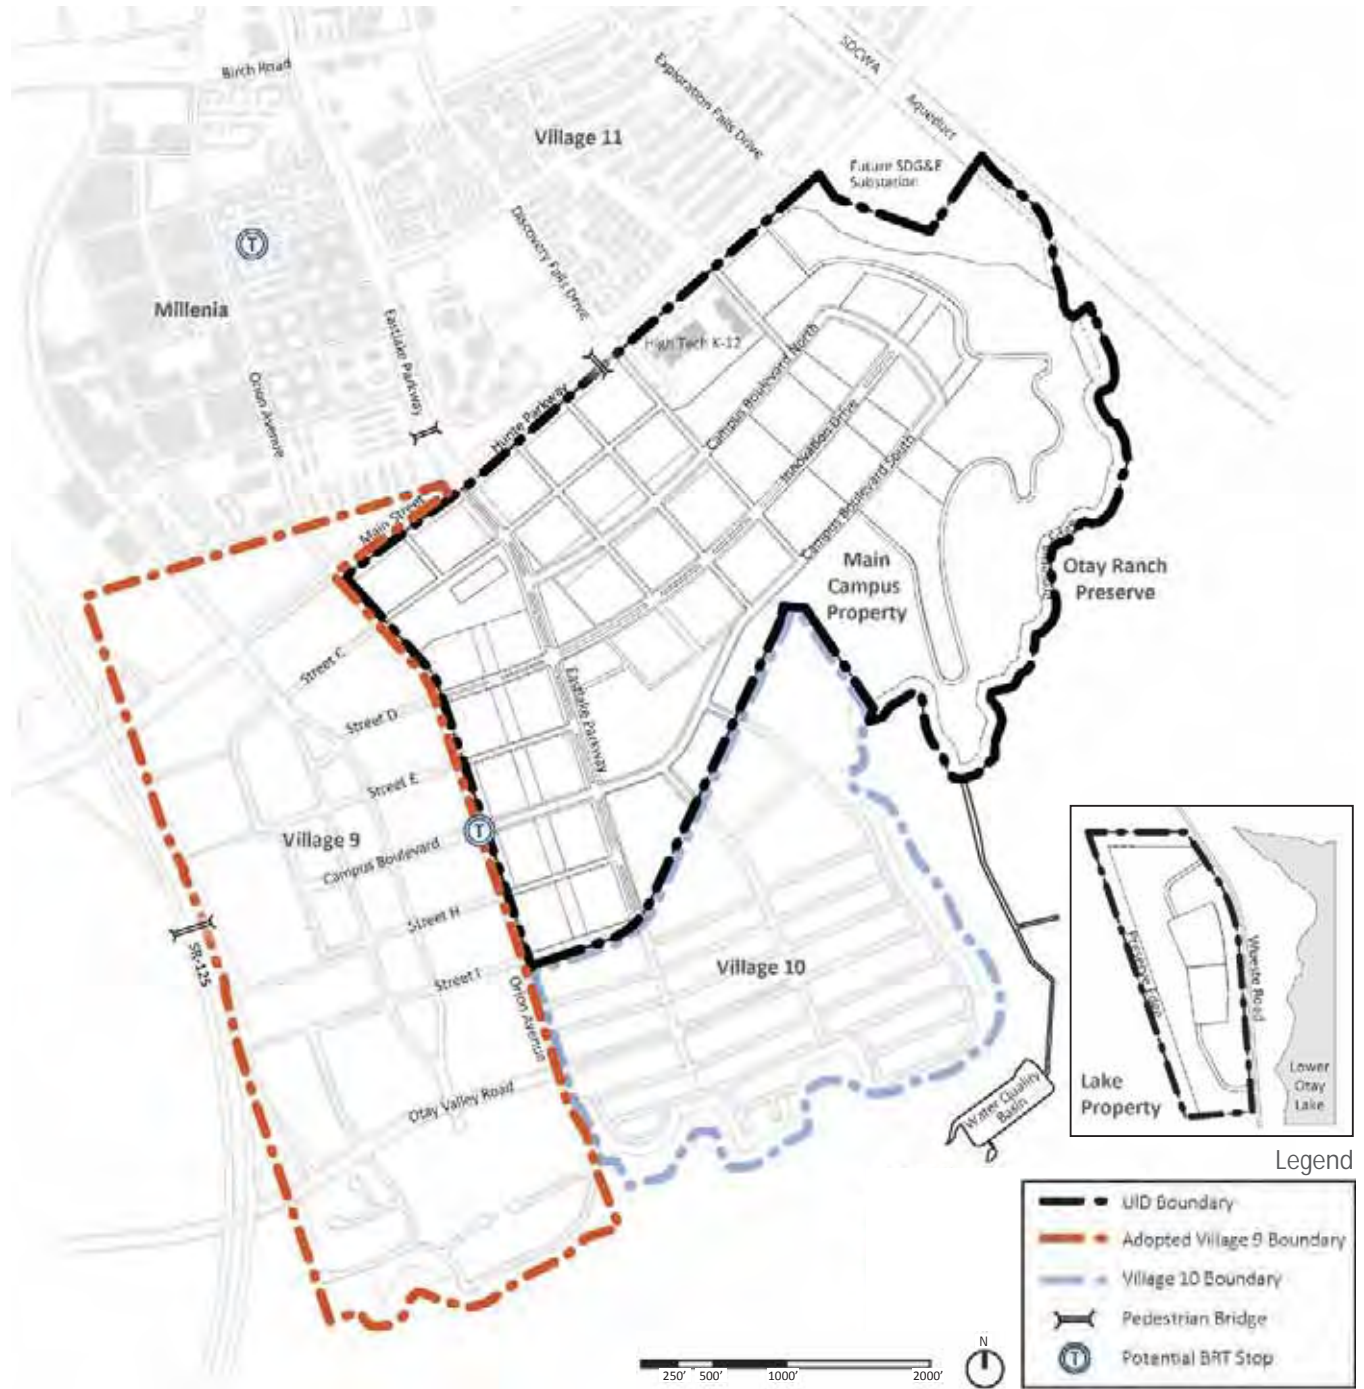 SDCWA
Aqueduct
Birch Road
Exploration Falls Drive
Village 11
Future SDG&E
Substation
Discovery Falls Drive
T
Millenia
Eastlake Parkway
High Tech K-12
Orion Avenue
Hunte Parkway
Campus Boulevard North
Innovation Drive
Campus Boulevard South
Main Street
Main
Campus
Property
Otay Ranch
Preserve
Preserve Edge
Street C
Street D
Eastlake Parkway
Street E
Village 9
T
Campus Boulevard
Street H
SR-125
Street I
Orion Avenue
Village 10
Otay Valley Road
Water Quality
Basin
Preserve Edge
Wueste Road
Lake
Property
Lower
Otay
Lake
Legend
UID Boundary
Adopted Village 9 Boundary
Village 10 Boundary
Pedestrian Bridge
T
Potential BRT Stop
N
250' 500' 1000' 2000'